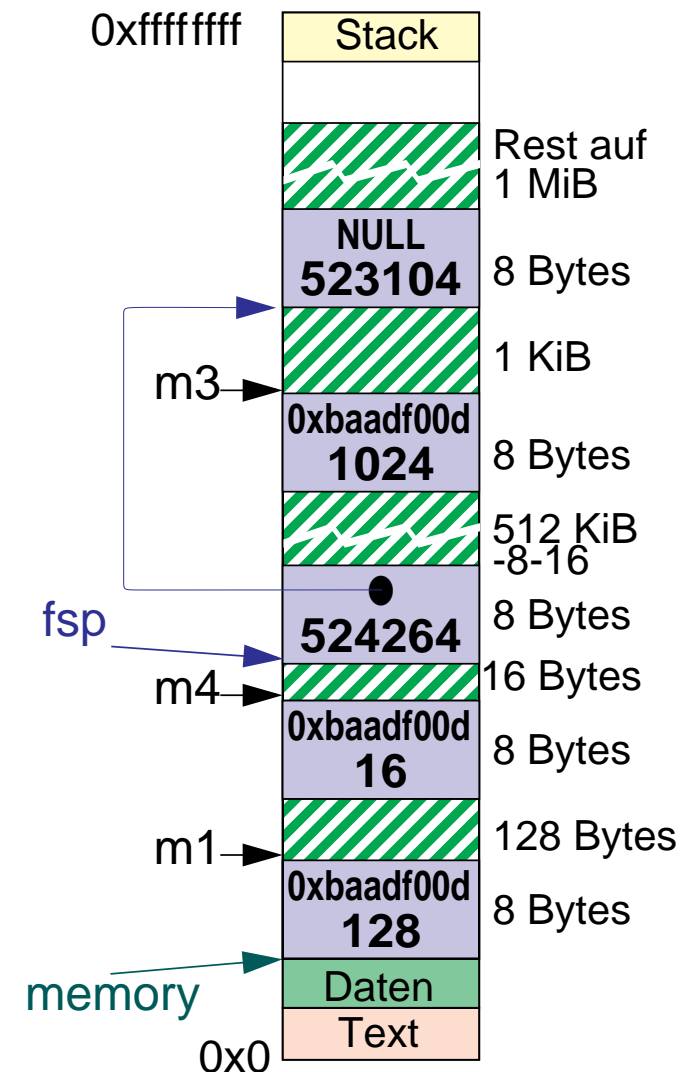 0xffffffff
Stack
Rest auf
1 MiB
NULL
523104
8 Bytes
1 KiB
m3
0xbaadf00d
1024
8 Bytes
512 KiB
-8-16
524264
8 Bytes
fsp
16 Bytes
m4
0xbaadf00d
16
8 Bytes
128 Bytes
m1
0xbaadf00d
128
8 Bytes
memory
Daten
Text
0x0